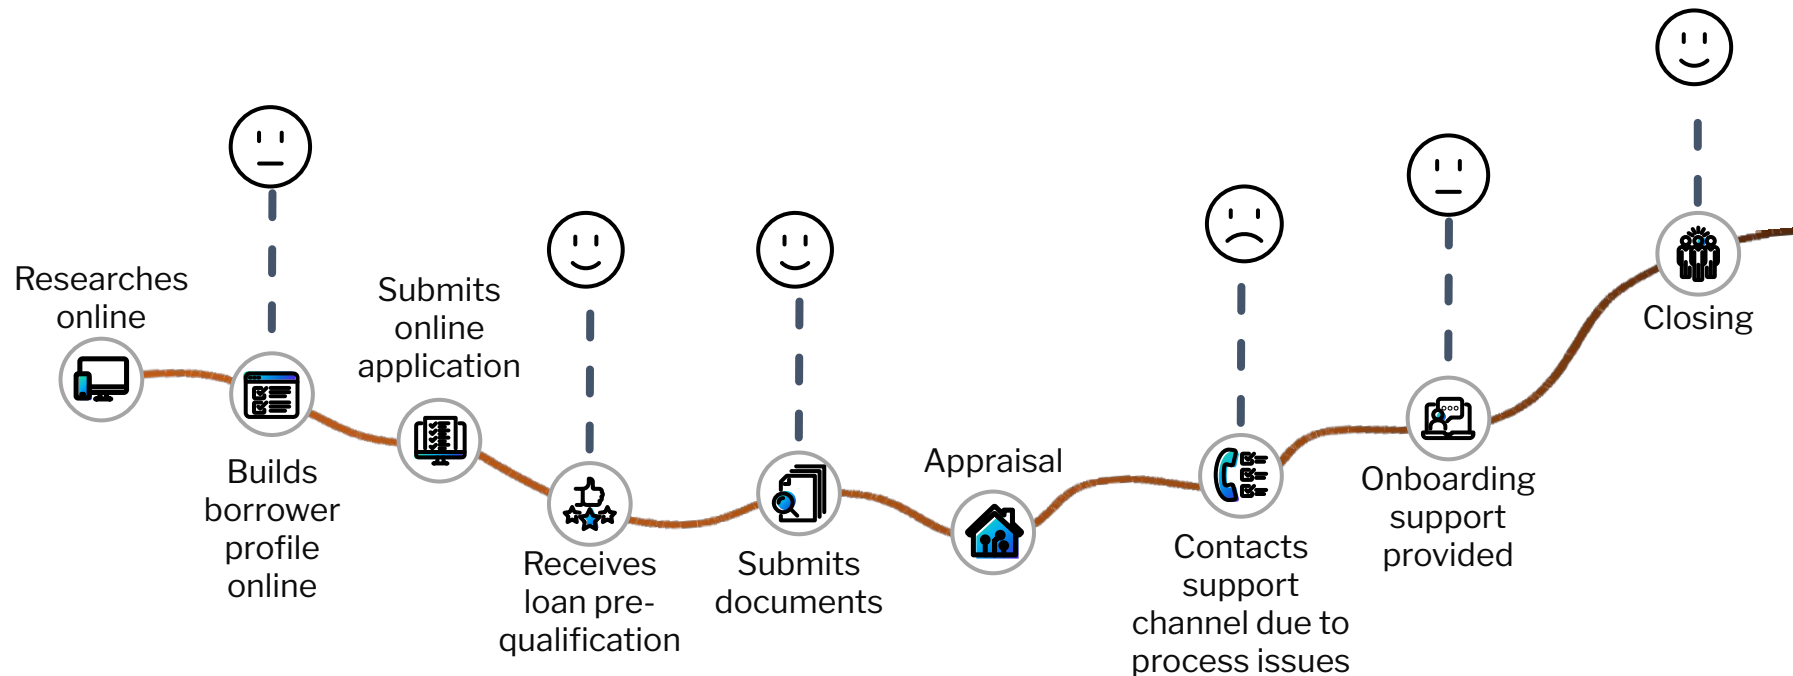 Researches
online
Builds
borrower
profile
online
Submits
online
application
Receives
loan pre-
qualification
Submits
documents
Appraisal
Contacts
support
channel due to
process issues
Onboarding
support
provided
Closing